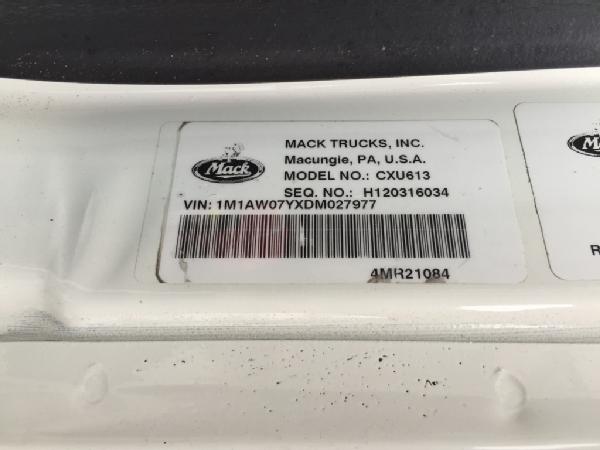 Mack
MACK TRUCKS, INC.
Macungie, PA, U.S.A.
MODEL NO.: CXU613
SEQ. NO.: H120316034
VIN: 1M1AW07YXDM027977
4MR21084
R